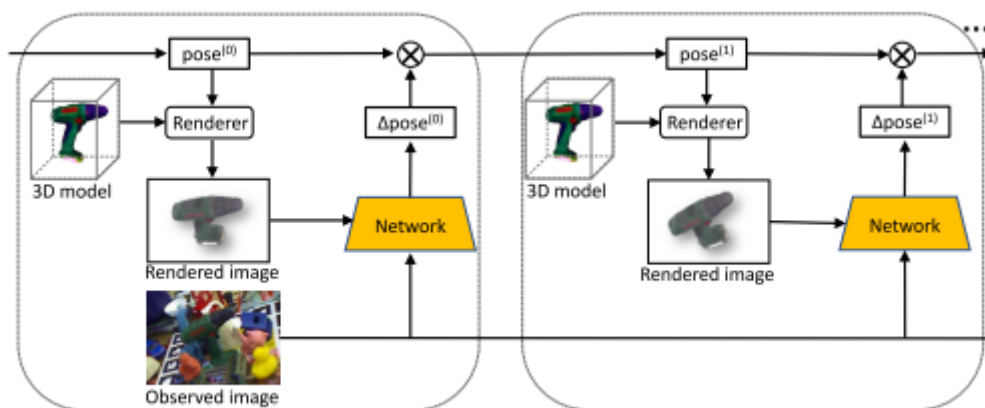 pose(0)
pose(1)
...
Renderer
Δpose(0)
Renderer
Δpose(1)
3D model
3D model
Network
Network
Rendered image
Rendered image
Observed image